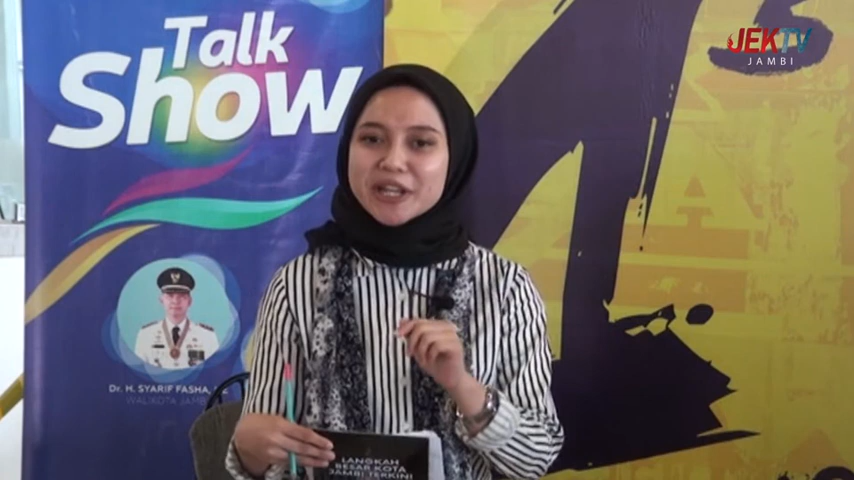 Talk
Show
JEKTV
JAMBI
Dr. H. SYARIF FASHA,
WALIKOTA JAMBI
LANGKAH
BESAR KOTA
JAMBI TERKINI